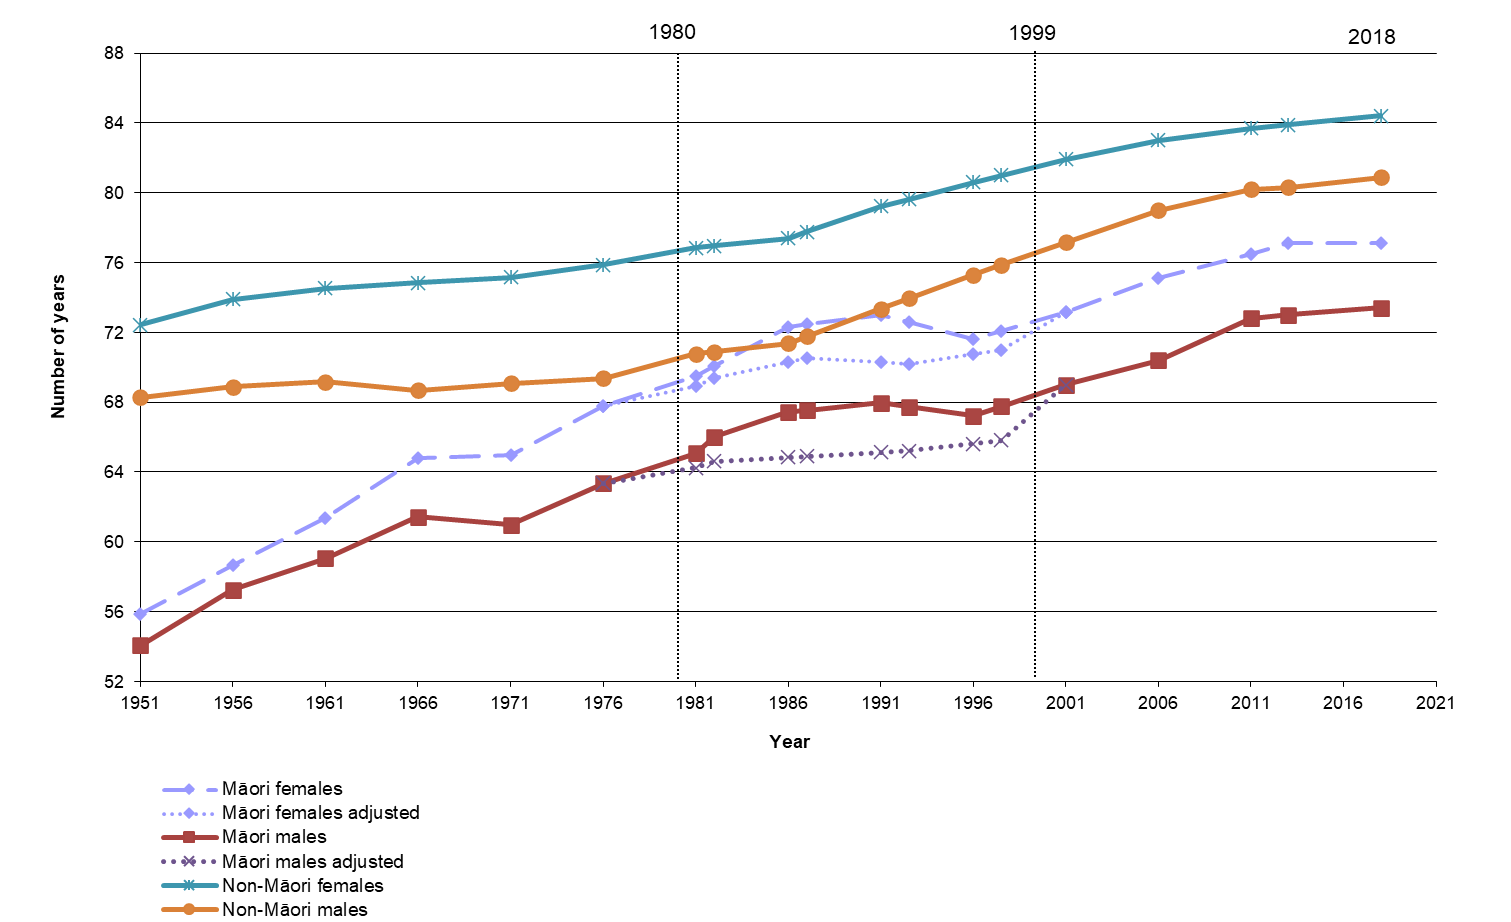 1980
1999
2018
88
84
80
76
72
68
64
60
56
52
Number of years
1951 1956 1961 1966 1971 1976 1981 1986 1991 1996 2001 2006 2011 2016 2021
Year
Māori females
Māori females adjusted
Māori males
Māori males adjusted
Non-Māori females
Non-Māori males